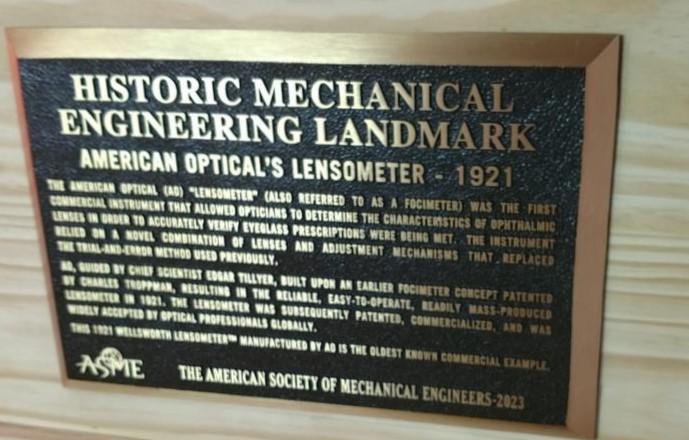 HISTORIC MECHANICAL
ENGINEERING LANDMARK
AMERICAN OPTICAL'S LENSOMETER - 1921
THE AMERICAN OPTICAL (AO) "LENSOMETER" (ALSO REFERRED TO AS A FOCIMETER) WAS THE FIRST
COMMERCIAL INSTRUMENT THAT ALLOWED OPTICIANS TO DETERMINE THE CHARACTERISTICS OF OPHTHALMIC
LENSES IN ORDER TO ACCURATELY VERIFY EYEGLASS PRESCRIPTIONS WERE BEING MET. THE INSTRUMENT
RELIED ON A NOVEL COMBINATION OF LENSES AND ADJUSTMENT MECHANISMS THAT REPLACED
THE TRIAL-AND-ERROR METHOD USED PREVIOUSLY.
AO, GUIDED BY CHIEF SCIENTIST EDGAR TILLYER, BUILT UPON AN EARLIER FOCIMETER CONCEPT PATENTED
BY CHARLES TROPPMAN, RESULTING IN THE RELIABLE, EASY-TO-OPERATE, READILY MASS-PRODUCED
LENSOMETER IN 1921. THE LENSOMETER WAS SUBSEQUENTLY PATENTED, COMMERCIALIZED, AND WAS
WIDELY ACCEPTED BY OPTICAL PROFESSIONALS GLOBALLY.
THIS 1921 WELLSWORTH LENSOMETER™ MANUFACTURED BY AO IS THE OLDEST KNOWN COMMERCIAL EXAMPLE.
ASME THE AMERICAN SOCIETY OF MECHANICAL ENGINEERS-2023